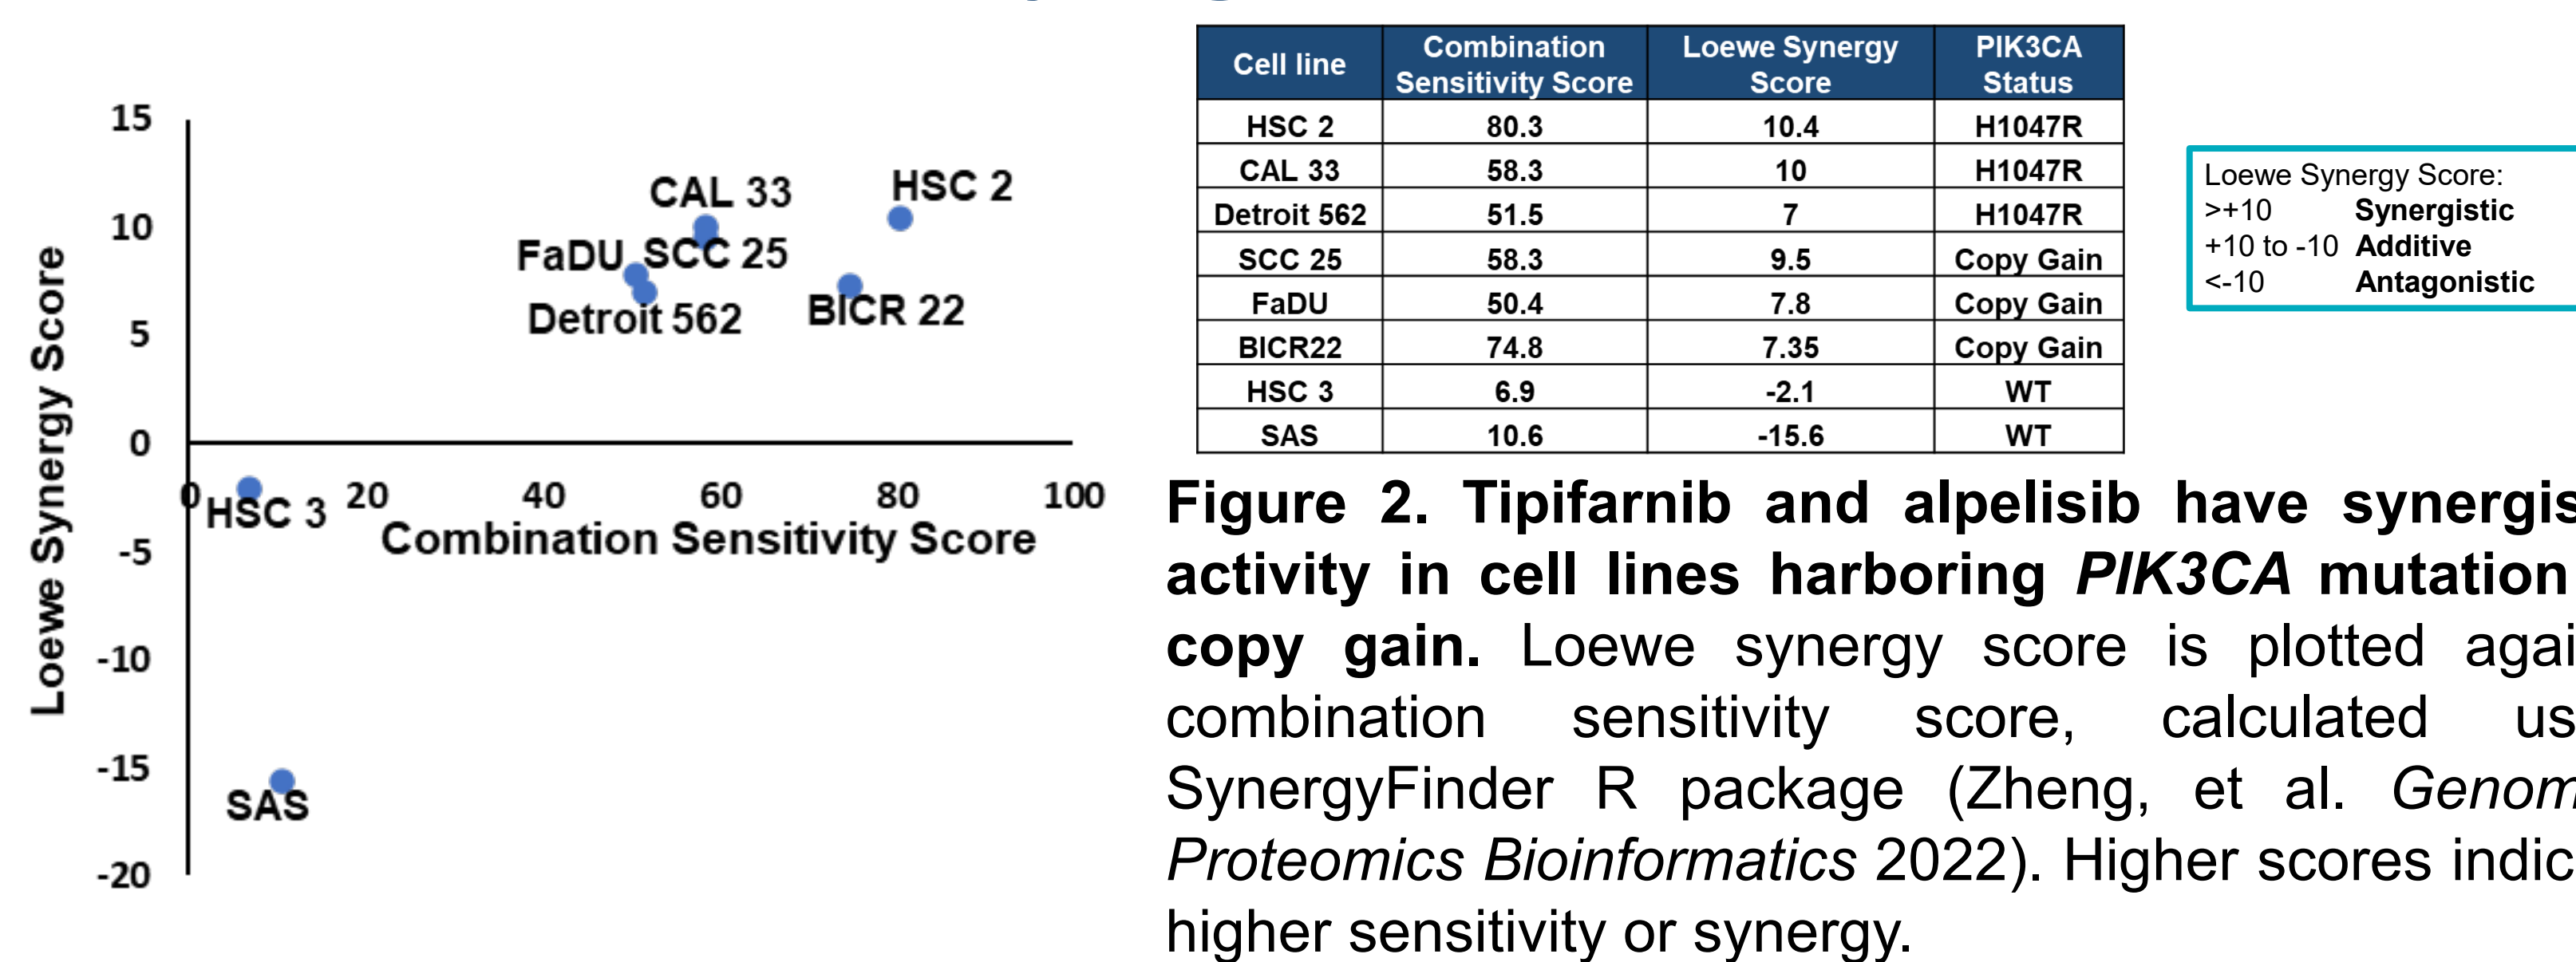 15
10
5
0
-5
-10
-15
-20
Loewe Synergy Score
CAL 33
HSC 2
FaDU
SCC 25
Detroit 562
BICR 22
HSC 3
SAS
0 20 40 60 80 100
Combination Sensitivity Score
Cell line Combination Sensitivity Score Loewe Synergy Score PIK3CA Status
HSC 2 80.3 10.4 H1047R
CAL 33 58.3 10 H1047R
Detroit 562 51.5 7 H1047R
SCC 25 58.3 9.5 Copy Gain
FaDU 50.4 7.8 Copy Gain
BICR22 74.8 7.35 Copy Gain
HSC 3 6.9 -2.1 WT
SAS 10.6 -15.6 WT
Loewe Synergy Score:
>+10 Synergistic
+10 to -10 Additive
<-10 Antagonistic
Figure 2. Tipifarnib and alpelisib have synergis
activity in cell lines harboring PIK3CA mutation
copy gain. Loewe synergy score is plotted agai
combination sensitivity score, calculated us
SynergyFinder R package (Zheng, et al. Genom
Proteomics Bioinformatics 2022). Higher scores indic
higher sensitivity or synergy.